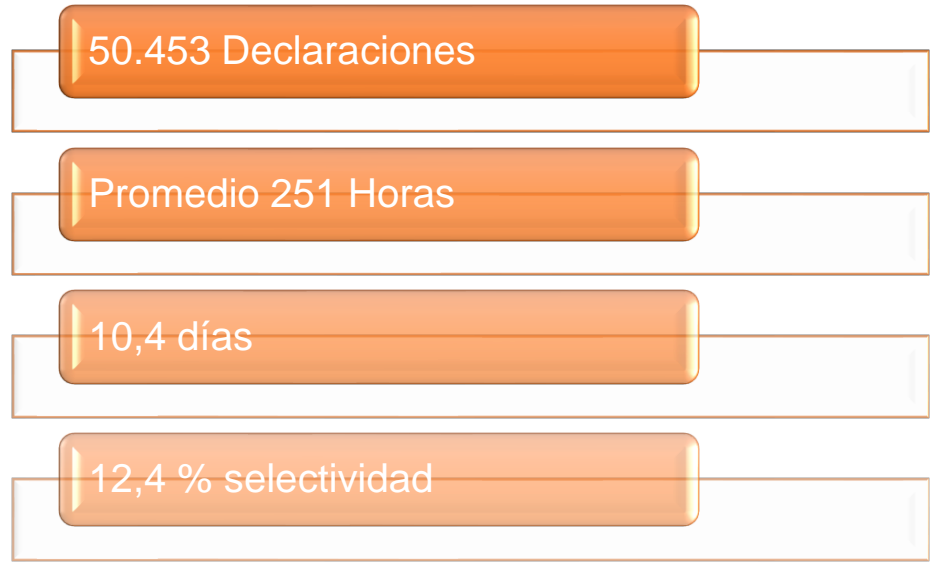 50.453 Declaraciones
Promedio 251 Horas
10,4 días
12,4 % selectividad